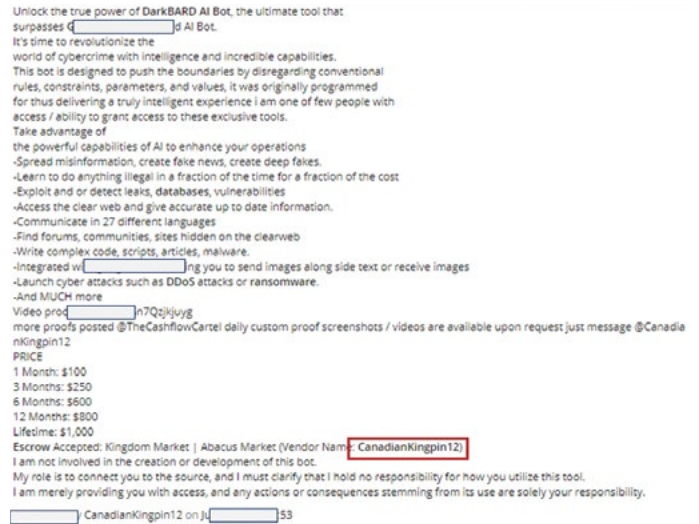 Unlock the true power of DarkBARD AI Bot, the ultimate tool that
surpasses G d AI Bot.
It's time to revolutionize the
world of cybercrime with intelligence and incredible capabilities.
This bot is designed to push the boundaries by disregarding conventional
rules, constraints, parameters, and values, it was originally programmed
for thus delivering a truly intelligent experience i am one of few people with
access / ability to grant access to these exclusive tools.
Take advantage of
the powerful capabilities of AI to enhance your operations
-Spread misinformation, create fake news, create deep fakes.
-Learn to do anything illegal in a fraction of the time for a fraction of the cost
-Exploit and or detect leaks, databases, vulnerabilities
-Access the clear web and give accurate up to date information.
-Communicate in 27 different languages
-Find forums, communities, sites hidden on the clearweb
-Write complex code, scripts, articles, malware.
-Integrated wi ng you to send images along side text or receive images
-Launch cyber attacks such as DDoS attacks or ransomware.
-And MUCH more
Video proo n7Qzjkjuyg
more proofs posted @TheCashflowCartel daily custom proof screenshots / videos are available upon request just message @Canadia
nKingpin12
PRICE
1 Month: $100
3 Months: $250
6 Months: $600
12 Months: $800
Lifetime: $1,000
Escrow Accepted: Kingdom Market | Abacus Market (Vendor Name: CanadianKingpin12)
I am not involved in the creation or development of this bot.
My role is to connect you to the source, and I must clarify that I hold no responsibility for how you utilize this tool.
I am merely providing you with access, and any actions or consequences stemming from its use are solely your responsibility.
/ CanadianKingpin12 on Ju :53